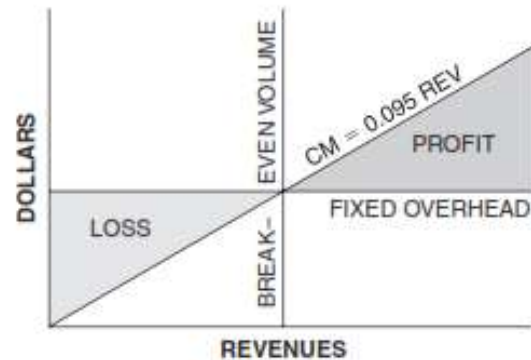 DOLLARS
BREAK– EVEN VOLUME
CM = 0.095 REV
PROFIT
FIXED OVERHEAD
LOSS
REVENUES